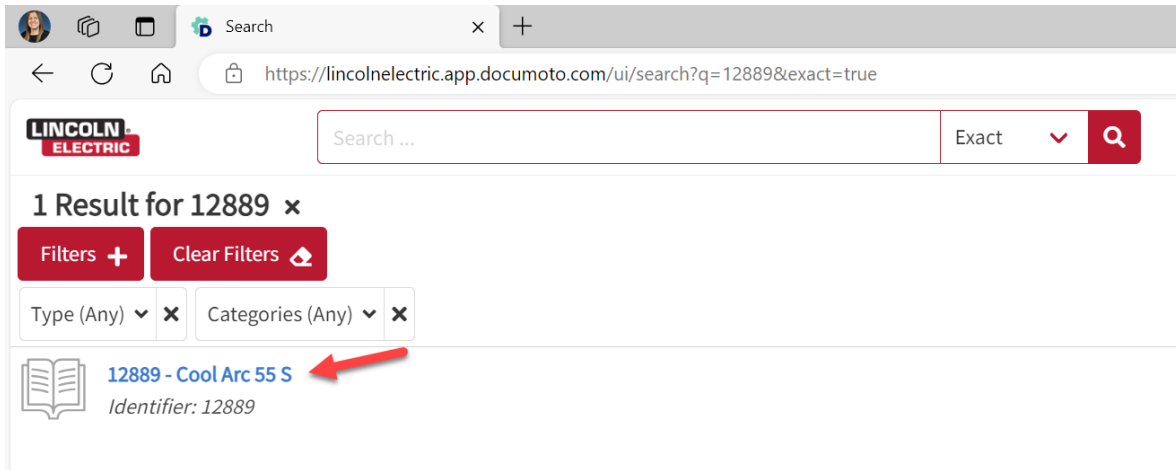 Search
https://lincolnelectric.app.documoto.com/ui/search?q=12889&exact=true
LINCOLN
ELECTRIC
Search ...
Exact
1 Result for 12889
Filters
Clear Filters
Type (Any)
Categories (Any)
12889 - Cool Arc 55 S
Identifier: 12889